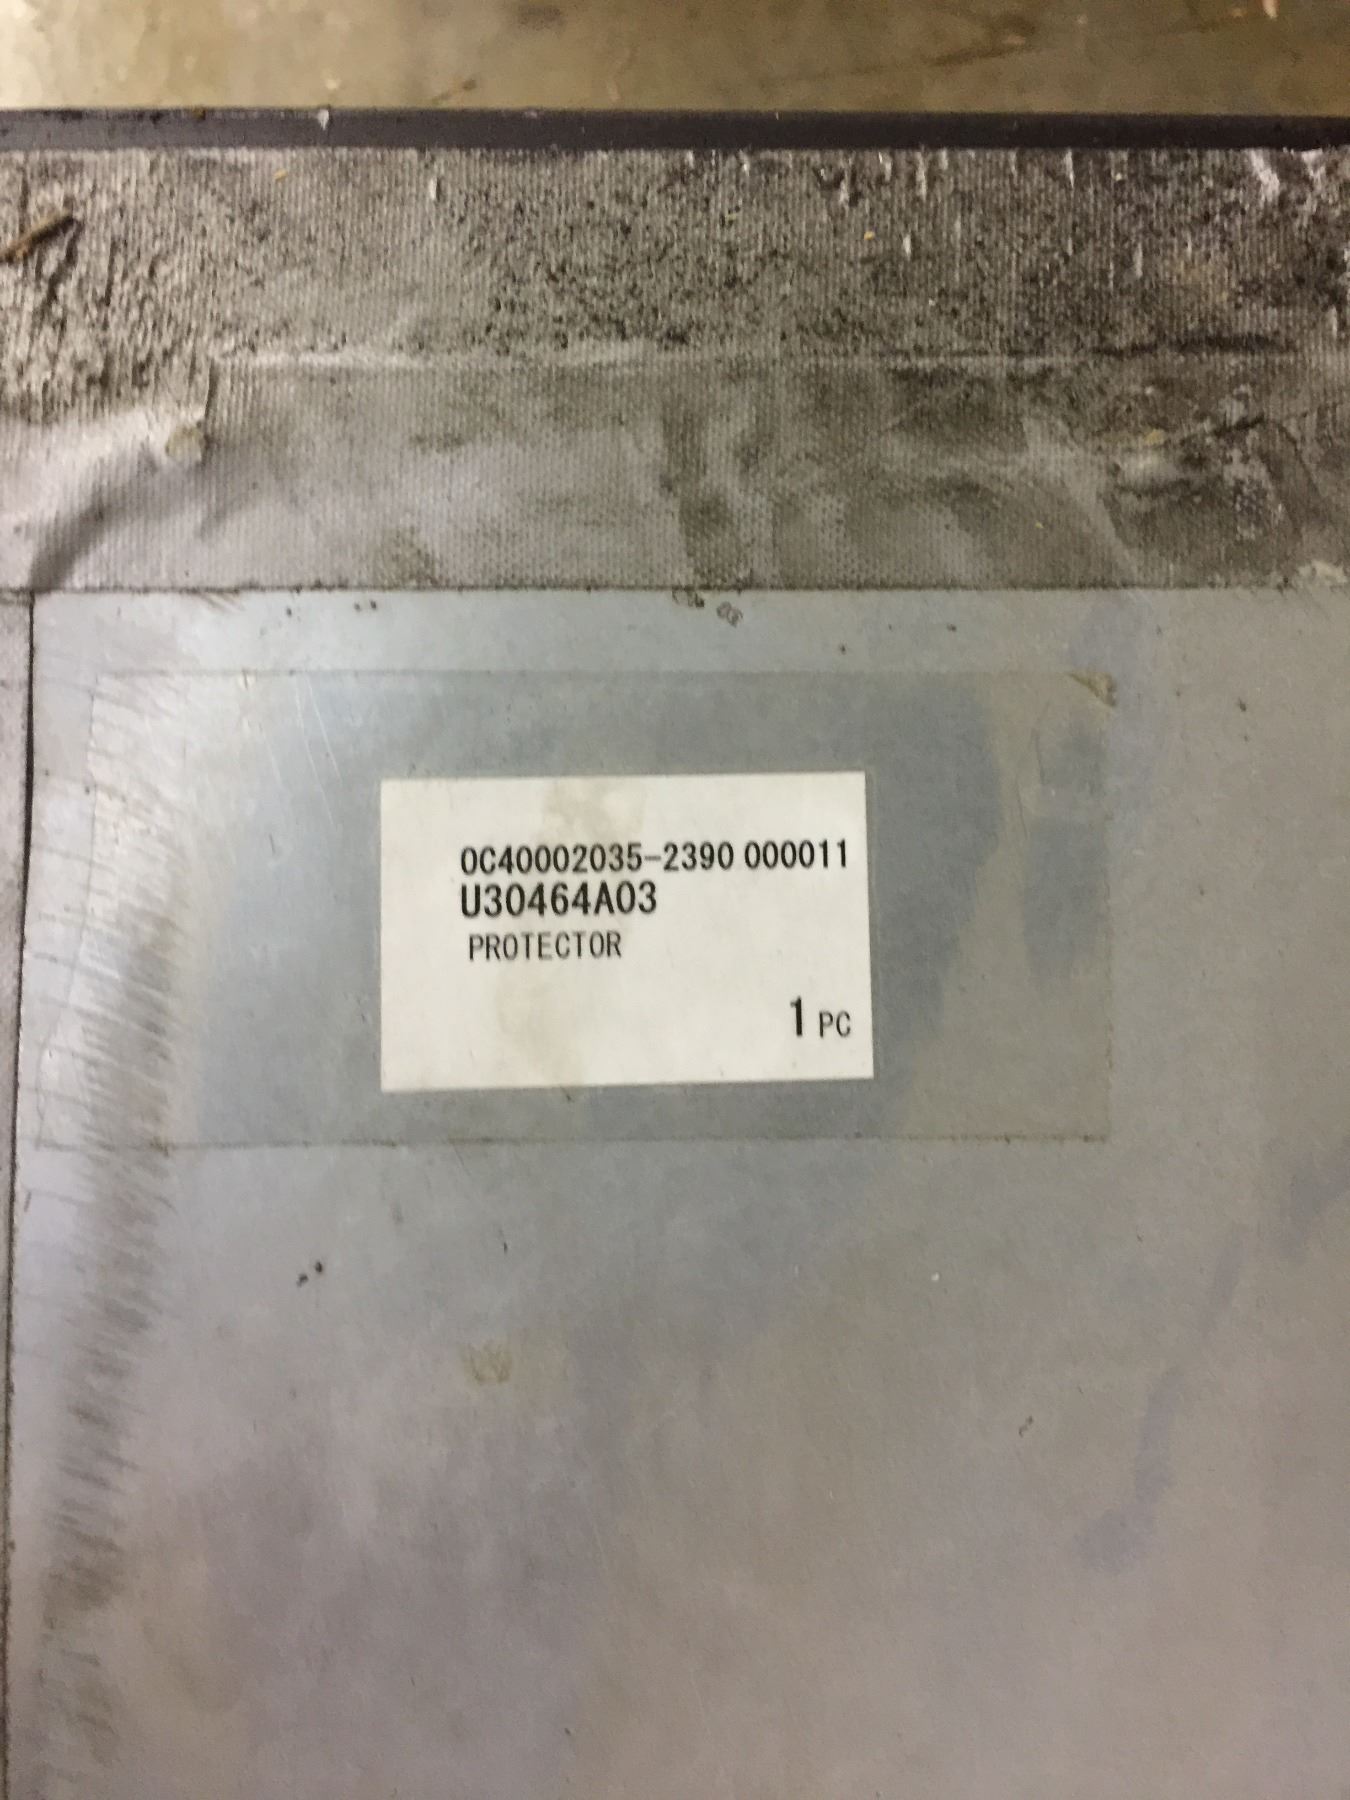 0C40002035-2390 000011
U30464A03
PROTECTOR
1 PC